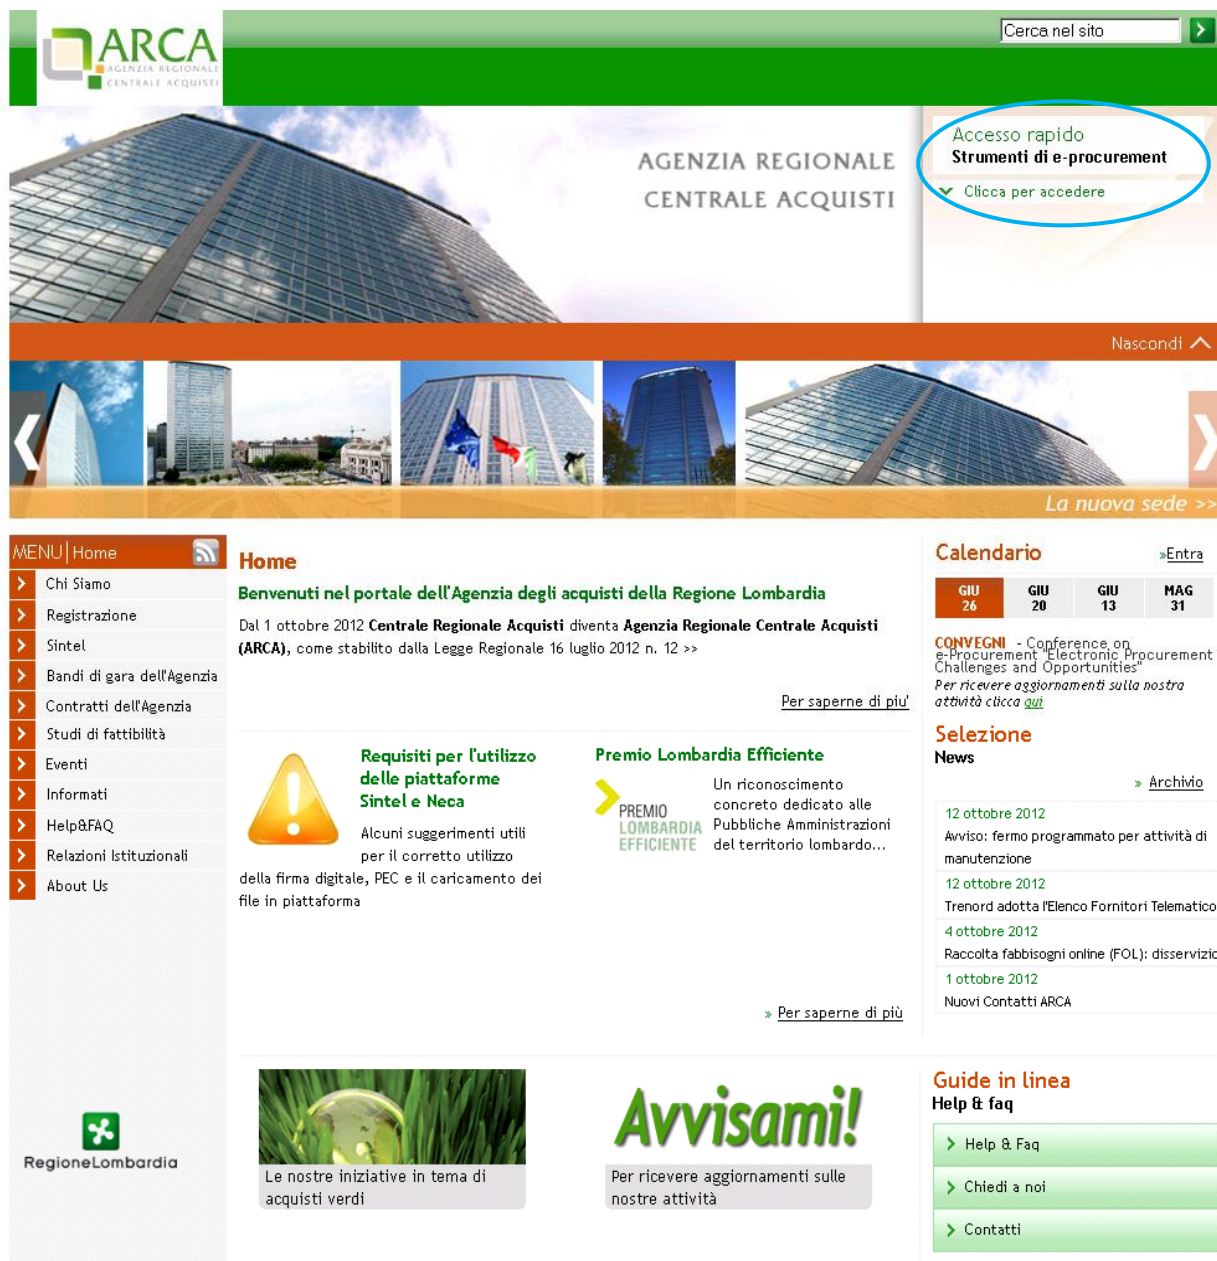 ARCA
AGENZIA REGIONALE
CENTRALE ACQUISTI
Cerca nel sito
AGENZIA REGIONALE
CENTRALE ACQUISTI
Accesso rapido
Strumenti di e-procurement
Clicca per accedere
Nascondi
La nuova sede >>
MENU|Home
Chi Siamo
Registrazione
Sintel
Bandi di gara dell'Agenzia
Contratti dell'Agenzia
Studi di fattibilità
Eventi
Informati
Help&FAQ
Relazioni Istituzionali
About Us
RegioneLombardia
Home
Benvenuti nel portale dell'Agenzia degli acquisti della Regione Lombardia
Dal 1 ottobre 2012 Centrale Regionale Acquisti diventa Agenzia Regionale Centrale Acquisti
(ARCA), come stabilito dalla Legge Regionale 16 luglio 2012 n. 12 >>
Per saperne di piu'
Requisiti per l'utilizzo
delle piattaforme
Sintel e Neca
Alcuni suggerimenti utili
per il corretto utilizzo
della firma digitale, PEC e il caricamento dei
file in piattaforma
Premio Lombardia Efficiente
PREMIO
LOMBARDIA
EFFICIENTE
Un riconoscimento
concreto dedicato alle
Pubbliche Amministrazioni
del territorio lombardo...
» Per saperne di più
Le nostre iniziative in tema di
acquisti verdi
Avvisami!
Per ricevere aggiornamenti sulle
nostre attività
Calendario
»Entra
GIU
26
GIU
20
GIU
13
MAG
31
CONVEGNI - Conference on
e-Procurement "Electronic Procurement
Challenges and Opportunities"
Per ricevere aggiornamenti sulla nostra
attività clicca qui
Selezione
News
» Archivio
12 ottobre 2012
Avviso: fermo programmato per attività di
manutenzione
12 ottobre 2012
Trenord adotta l'Elenco Fornitori Telematico
4 ottobre 2012
Raccolta fabbisogni online (FOL): disservizio
1 ottobre 2012
Nuovi Contatti ARCA
Guide in linea
Help & faq
Help & Faq
Chiedi a noi
Contatti